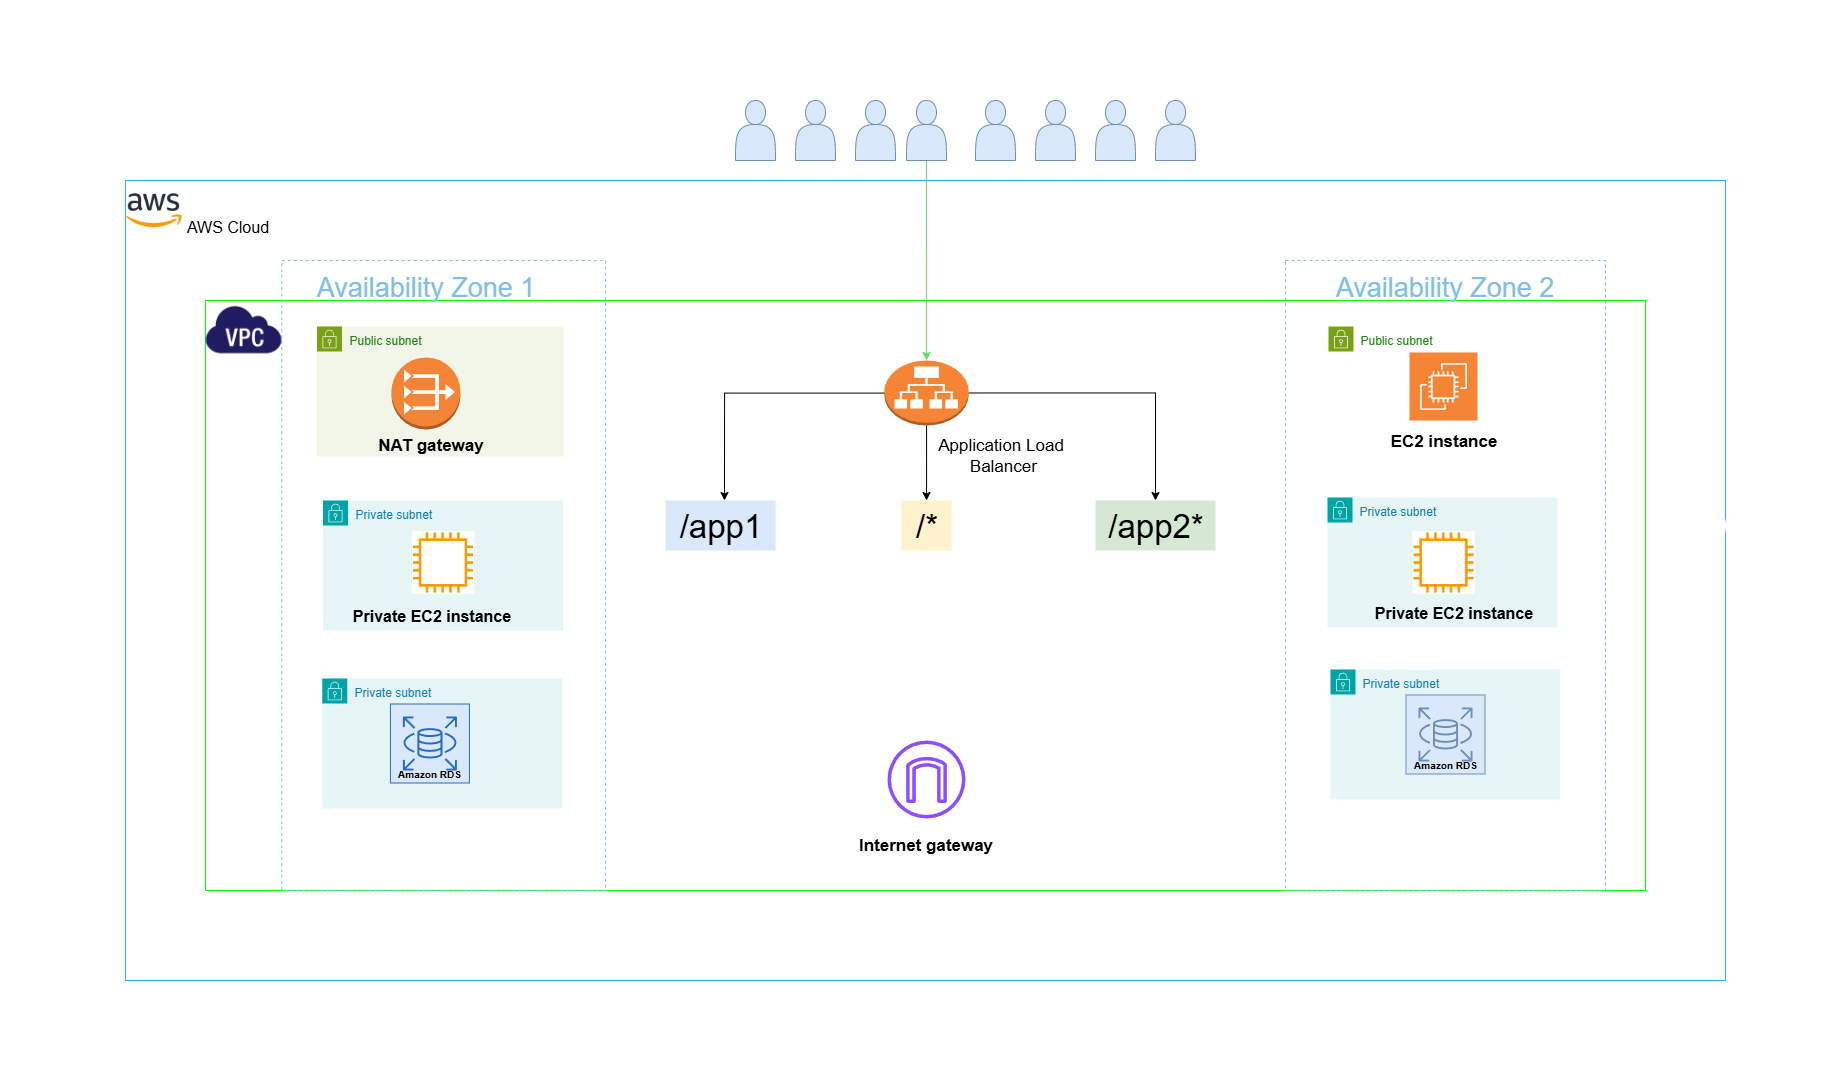 aws
AWS Cloud
Availability Zone 1
Availability Zone 2
VPC
Public subnet
NAT gateway
Public subnet
EC2 instance
Application Load
Balancer
Private subnet
Private EC2 instance
/app1
/*
/app2*
Private subnet
Private EC2 instance
Private subnet
Amazon RDS
Private subnet
Amazon RDS
Internet gateway